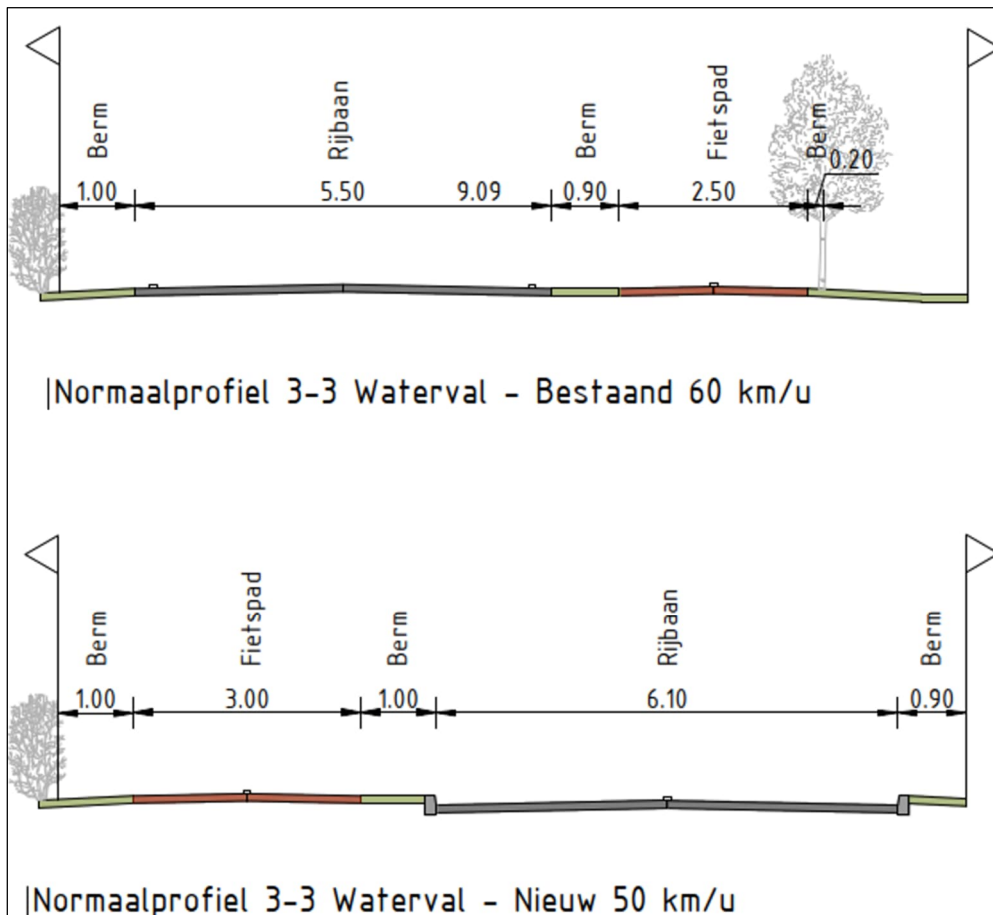 Berm
Rijbaan
Berm
Fietspad
Berm
1.00
5.50
9.09
0.90
2.50
0.20
|Normaalprofiel 3-3 Waterval - Bestaand 60 km/u
Berm
Fietspad
Berm
Rijbaan
Berm
1.00
3.00
1.00
6.10
0.90
|Normaalprofiel 3-3 Waterval - Nieuw 50 km/u